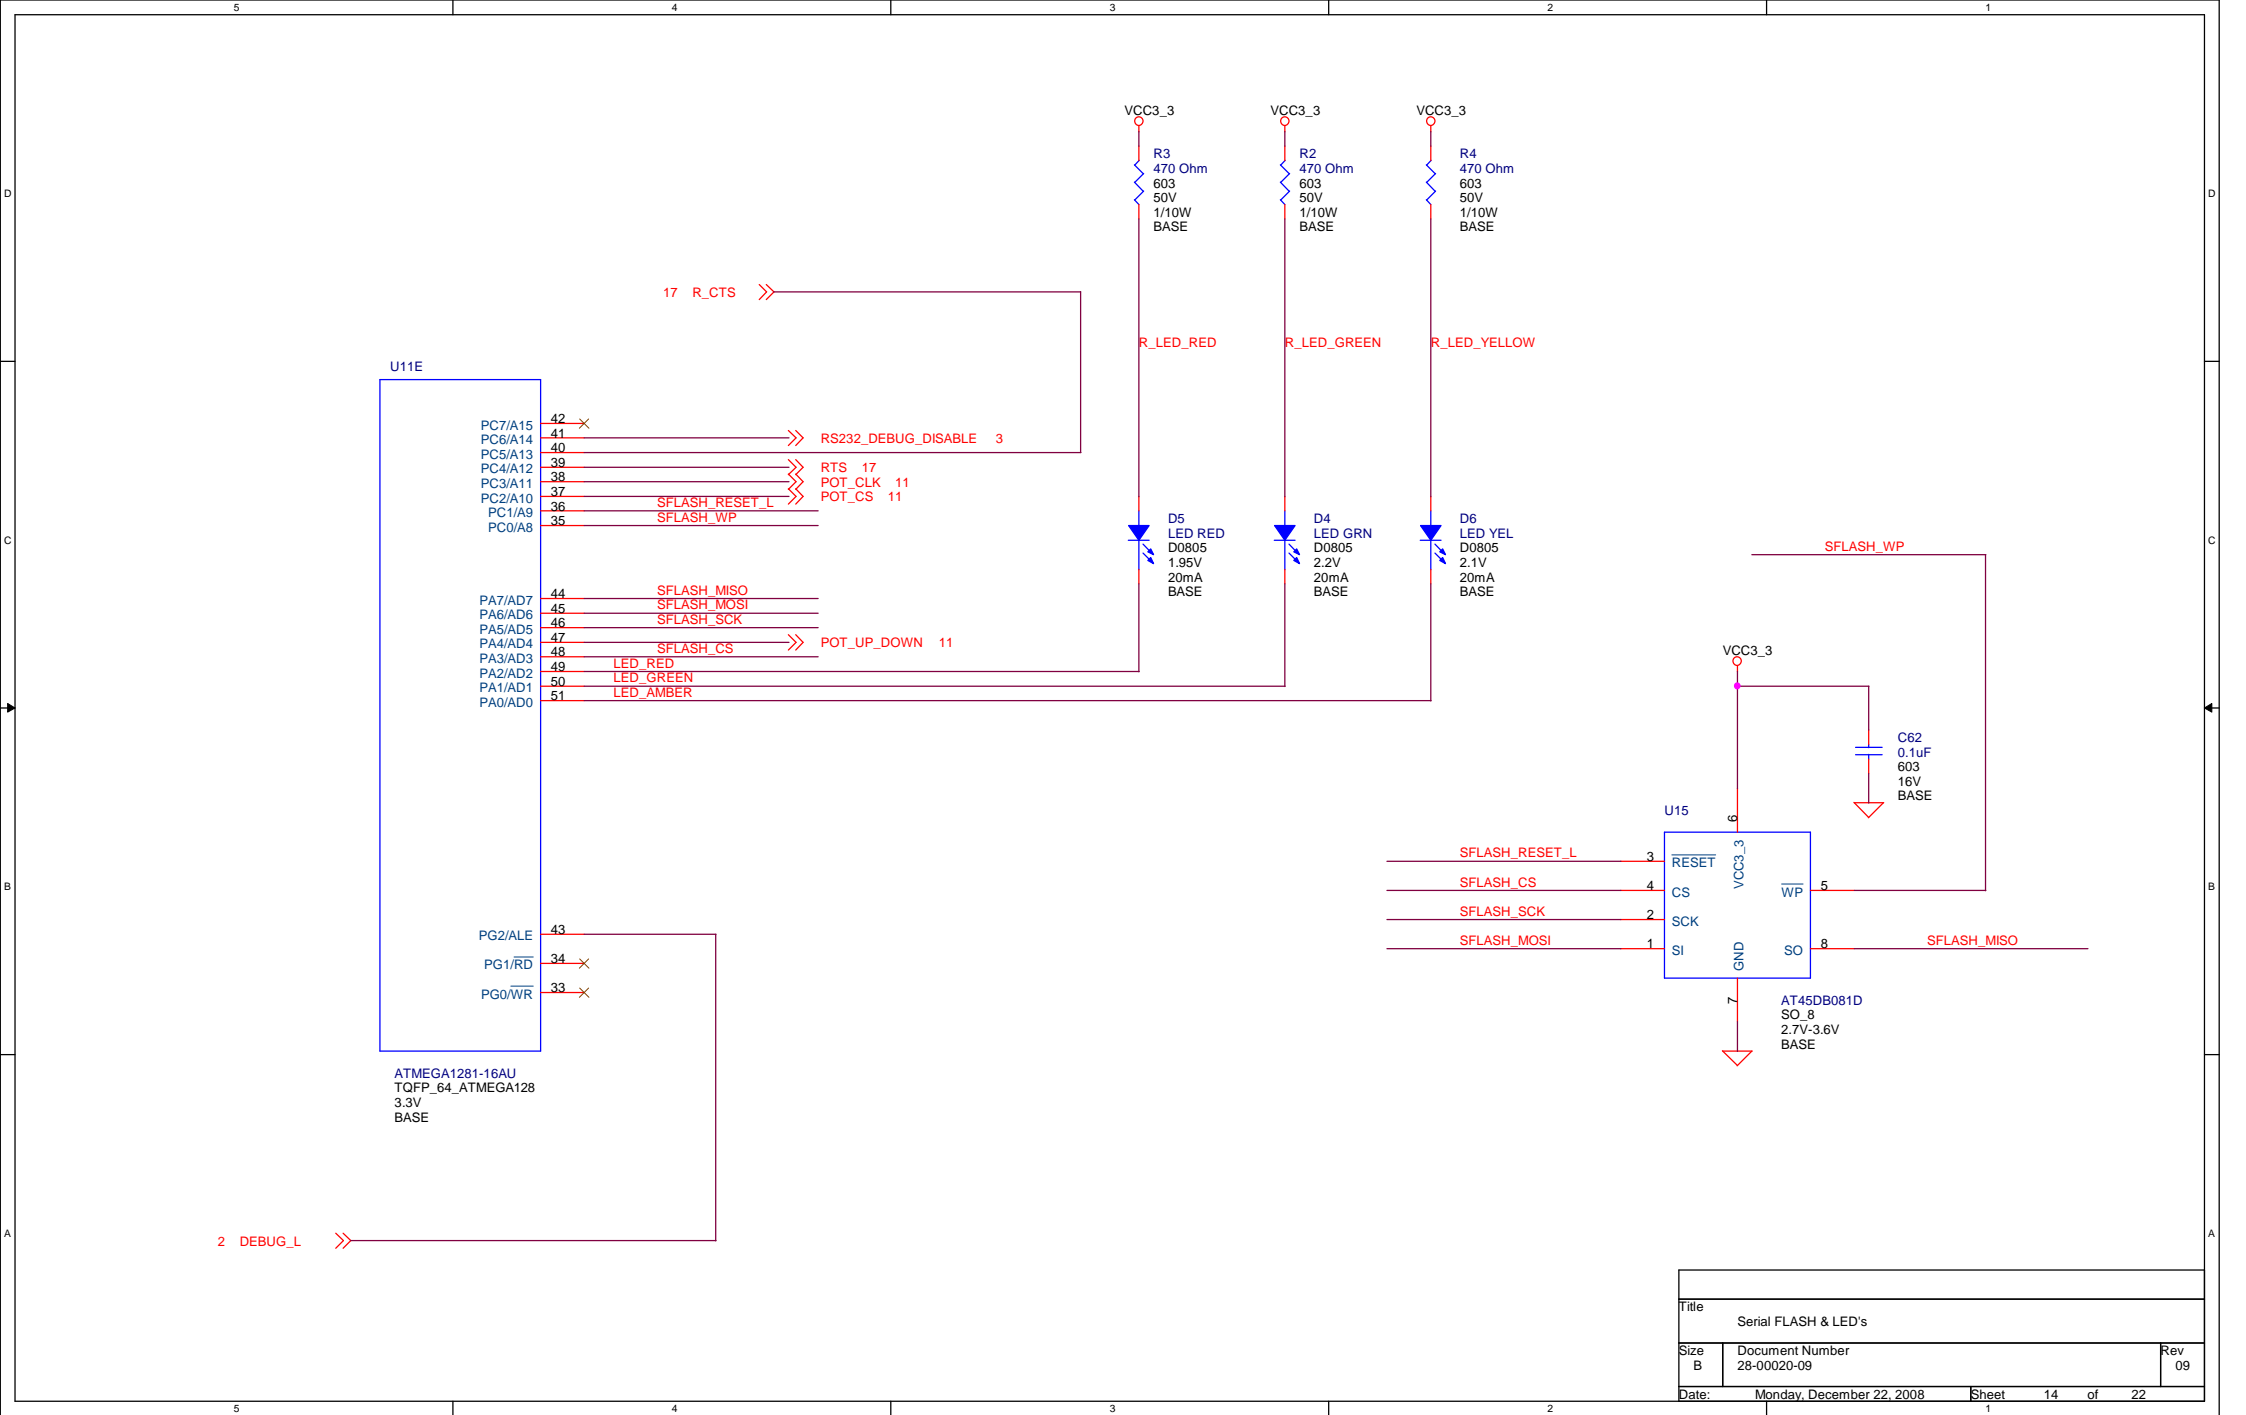 5 4 3 2 1
VCC3_3 VCC3_3 VCC3_3
R3
470 Ohm
603
50V
1/10W
BASE
R2
470 Ohm
603
50V
1/10W
BASE
R4
470 Ohm
603
50V
1/10W
BASE
D D
17 R_CTS
R_LED_RED R_LED_GREEN R_LED_YELLOW
U11E
PC7/A15 42
PC6/A14 41 RS232_DEBUG_DISABLE 3
PC5/A13 40
PC4/A12 39 RTS 17
PC3/A11 38 POT_CLK 11
PC2/A10 37 POT_CS 11
PC1/A9 36 SFLASH_RESET_L
PC0/A8 35 SFLASH_WP
D5
LED RED
D0805
1.95V
20mA
BASE
D4
LED GRN
D0805
2.2V
20mA
BASE
D6
LED YEL
D0805
2.1V
20mA
BASE
C C
SFLASH_WP
PA7/AD7 44 SFLASH_MISO
PA6/AD6 45 SFLASH_MOSI
PA5/AD5 46 SFLASH_SCK
PA4/AD4 47 POT_UP_DOWN 11
PA3/AD3 48 SFLASH_CS
PA2/AD2 49 LED_RED
PA1/AD1 50 LED_GREEN
PA0/AD0 51 LED_AMBER
VCC3_3
C62
0.1uF
603
16V
BASE
U15
6
VCC3_3
SFLASH_RESET_L 3 RESET
SFLASH_CS 4 CS WP 5
SFLASH_SCK 2 SCK
SFLASH_MOSI 1 SI SO 8 SFLASH_MISO
GND
7
B B
AT45DB081D
SO_8
2.7V-3.6V
BASE
PG2/ALE 43
PG1/RD 34
PG0/WR 33
ATMEGA1281-16AU
TQFP_64_ATMEGA128
3.3V
BASE
A A
2 DEBUG_L
Title
Serial FLASH & LED's
Size Document Number Rev
B 28-00020-09 09
Date: Monday, December 22, 2008 Sheet 14 of 22
5 4 3 2 1